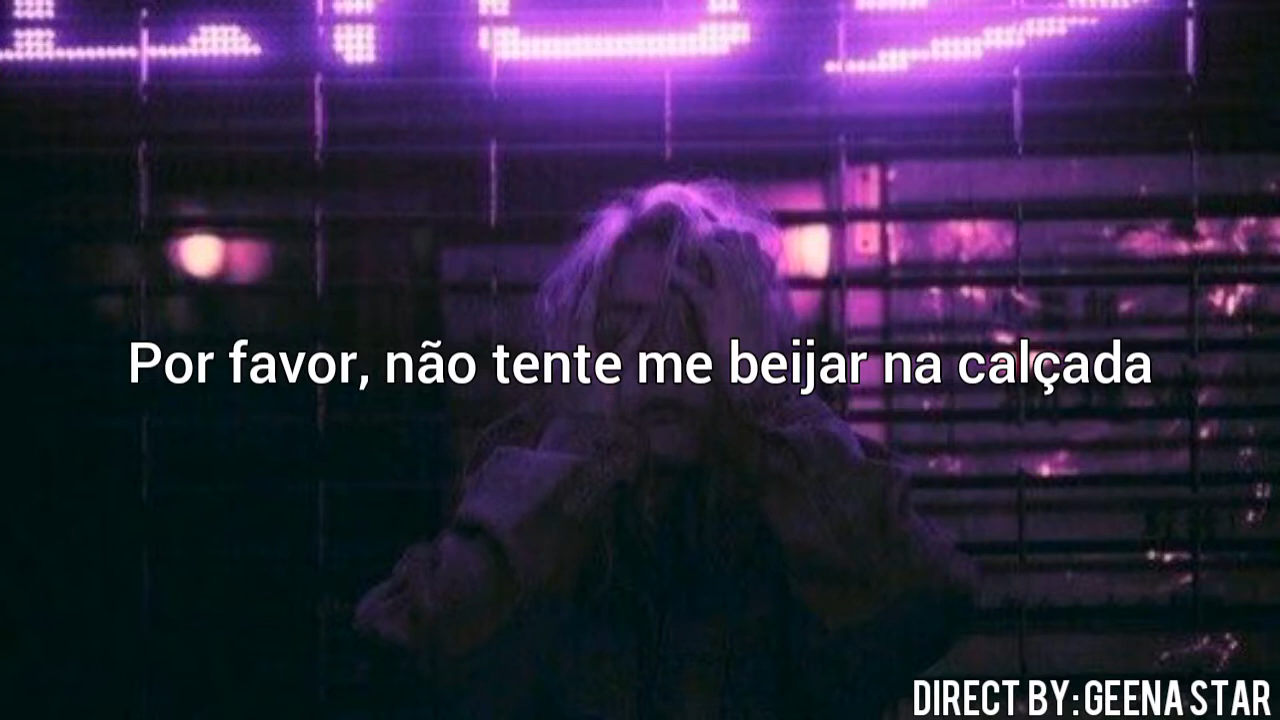 Por favor, não tente me beijar na calçada
DIRECT BY: GEENA STAR